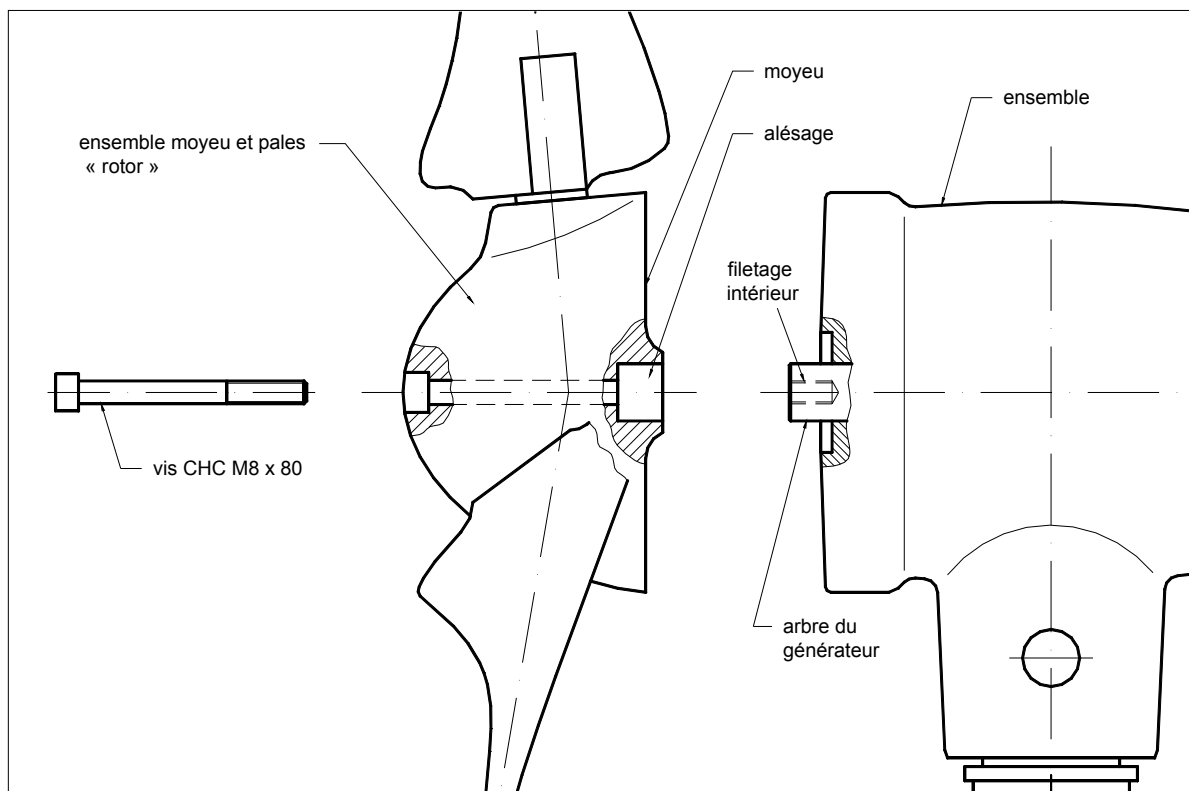 moyeu
ensemble
alésage
ensemble moyeu et pales
« rotor »
filetage
intérieur
vis CHC M8 x 80
arbre du
générateur